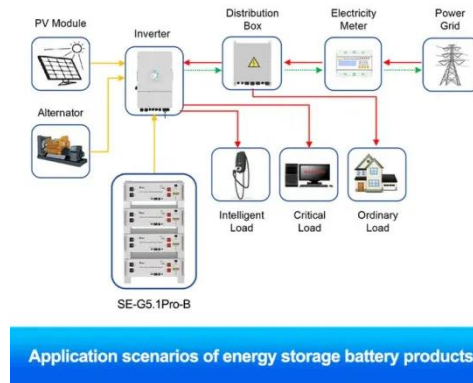 PV Module
Inverter
Distribution
Box
Electricity
Meter
Power
Grid
Alternator
Intelligent
Load
Critical
Load
Ordinary
Load
SE-G5.1Pro-B
Application scenarios of energy storage battery products